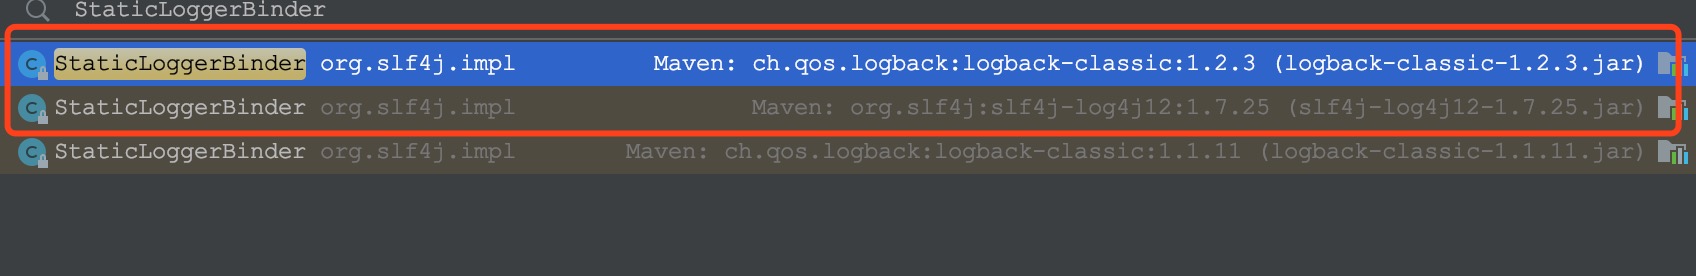 StaticLoggerBinder
C StaticLoggerBinder org.slf4j.impl Maven: ch.qos.logback:logback-classic:1.2.3 (logback-classic-1.2.3.jar)
C StaticLoggerBinder org.slf4j.impl Maven: org.slf4j:slf4j-log4j12:1.7.25 (slf4j-log4j12-1.7.25.jar)
C StaticLoggerBinder org.slf4j.impl Maven: ch.qos.logback:logback-classic:1.1.11 (logback-classic-1.1.11.jar)